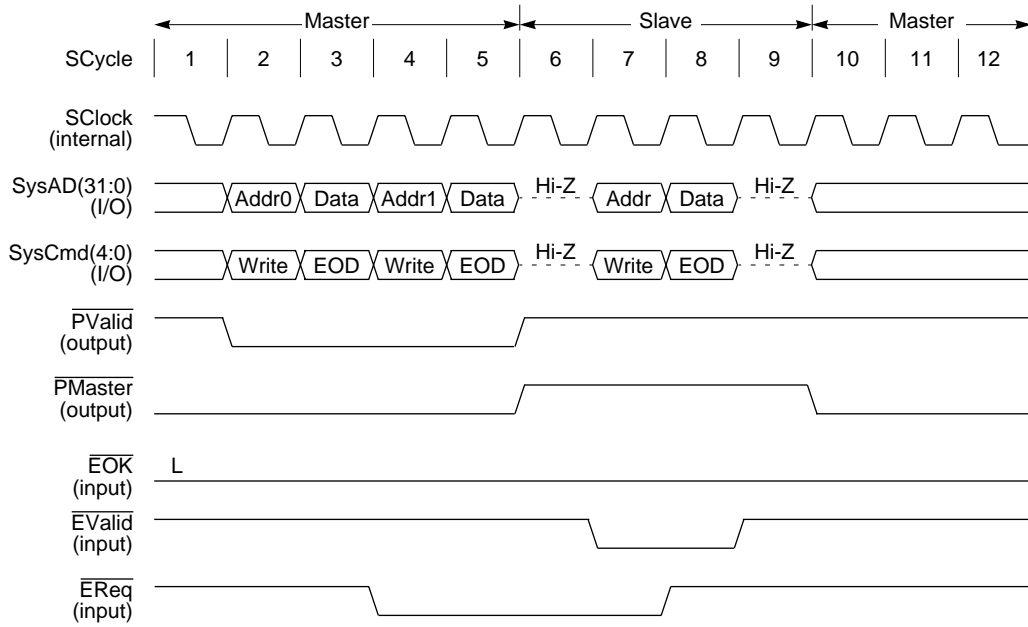 Master Slave Master
SCycle 1 2 3 4 5 6 7 8 9 10 11 12
SClock
(internal)
SysAD(31:0)
(I/O)
Addr0 Data Addr1 Data Hi-Z Addr Data Hi-Z
SysCmd(4:0)
(I/O)
Write EOD Write EOD Hi-Z Write EOD Hi-Z
PValid
(output)
PMaster
(output)
EOK
(input)
L
EValid
(input)
EReq
(input)